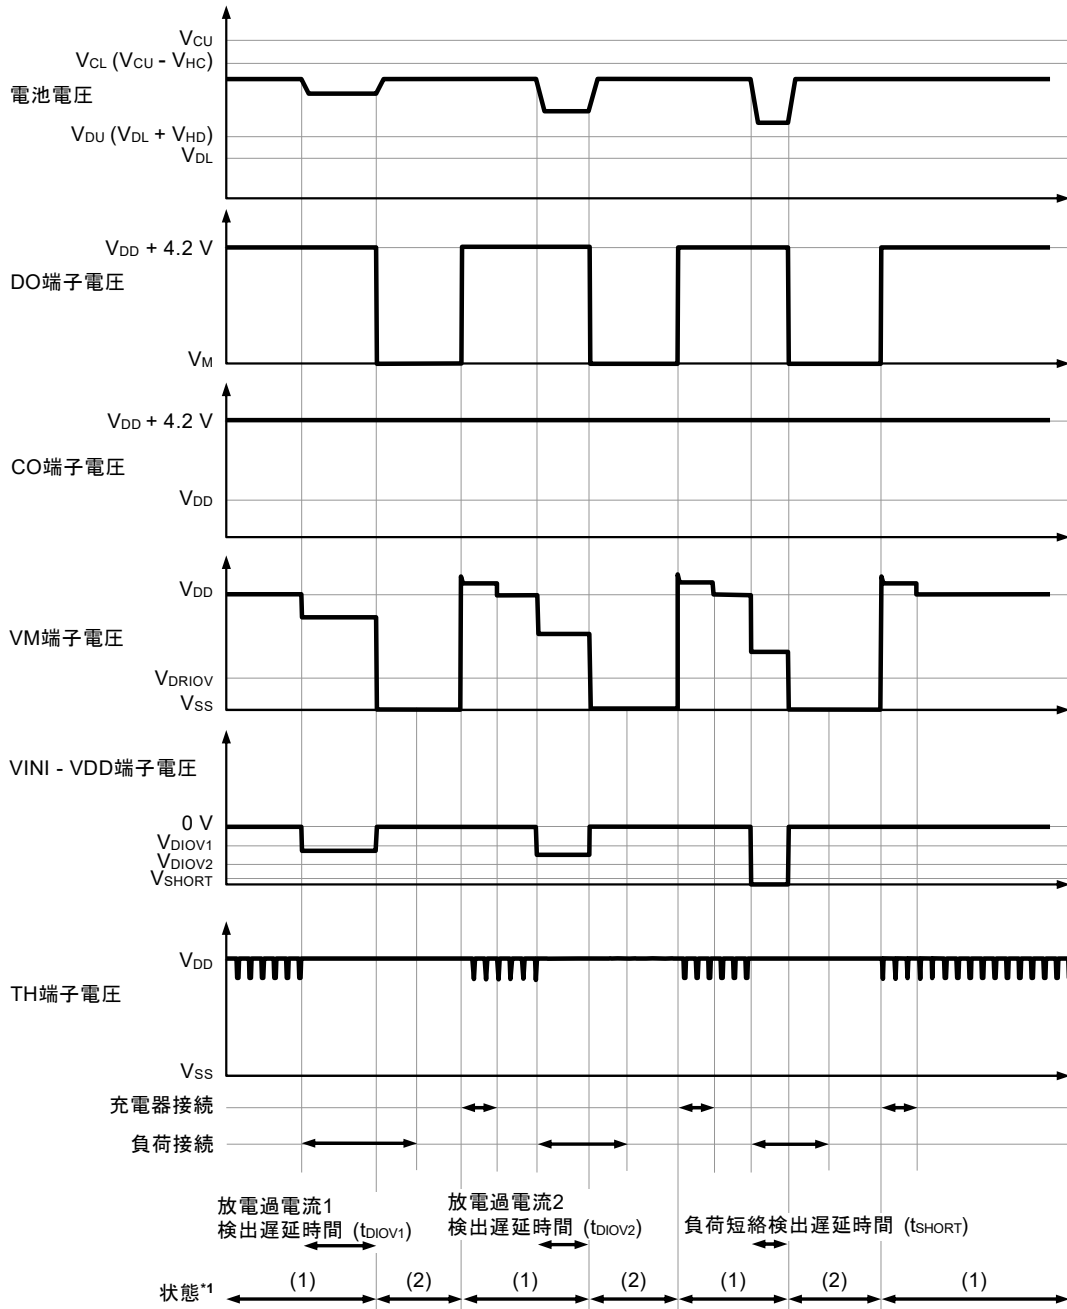 VCU
VCL (VCU - VHC)
電池電圧
VDU (VDL + VHD)
VDL
VDD + 4.2 V
DO端子電圧
VM
VDD + 4.2 V
CO端子電圧
VDD
VDD
VM端子電圧
VDRIOV
VSS
VINI - VDD端子電圧
0 V
VDIOV1
VDIOV2
VSHORT
VDD
TH端子電圧
VSS
充電器接続
負荷接続
放電過電流1
検出遅延時間 (tDIOV1)
放電過電流2
検出遅延時間 (tDIOV2)
負荷短絡検出遅延時間 (tSHORT)
状態*1 (1) (2) (1) (2) (1) (2) (1)